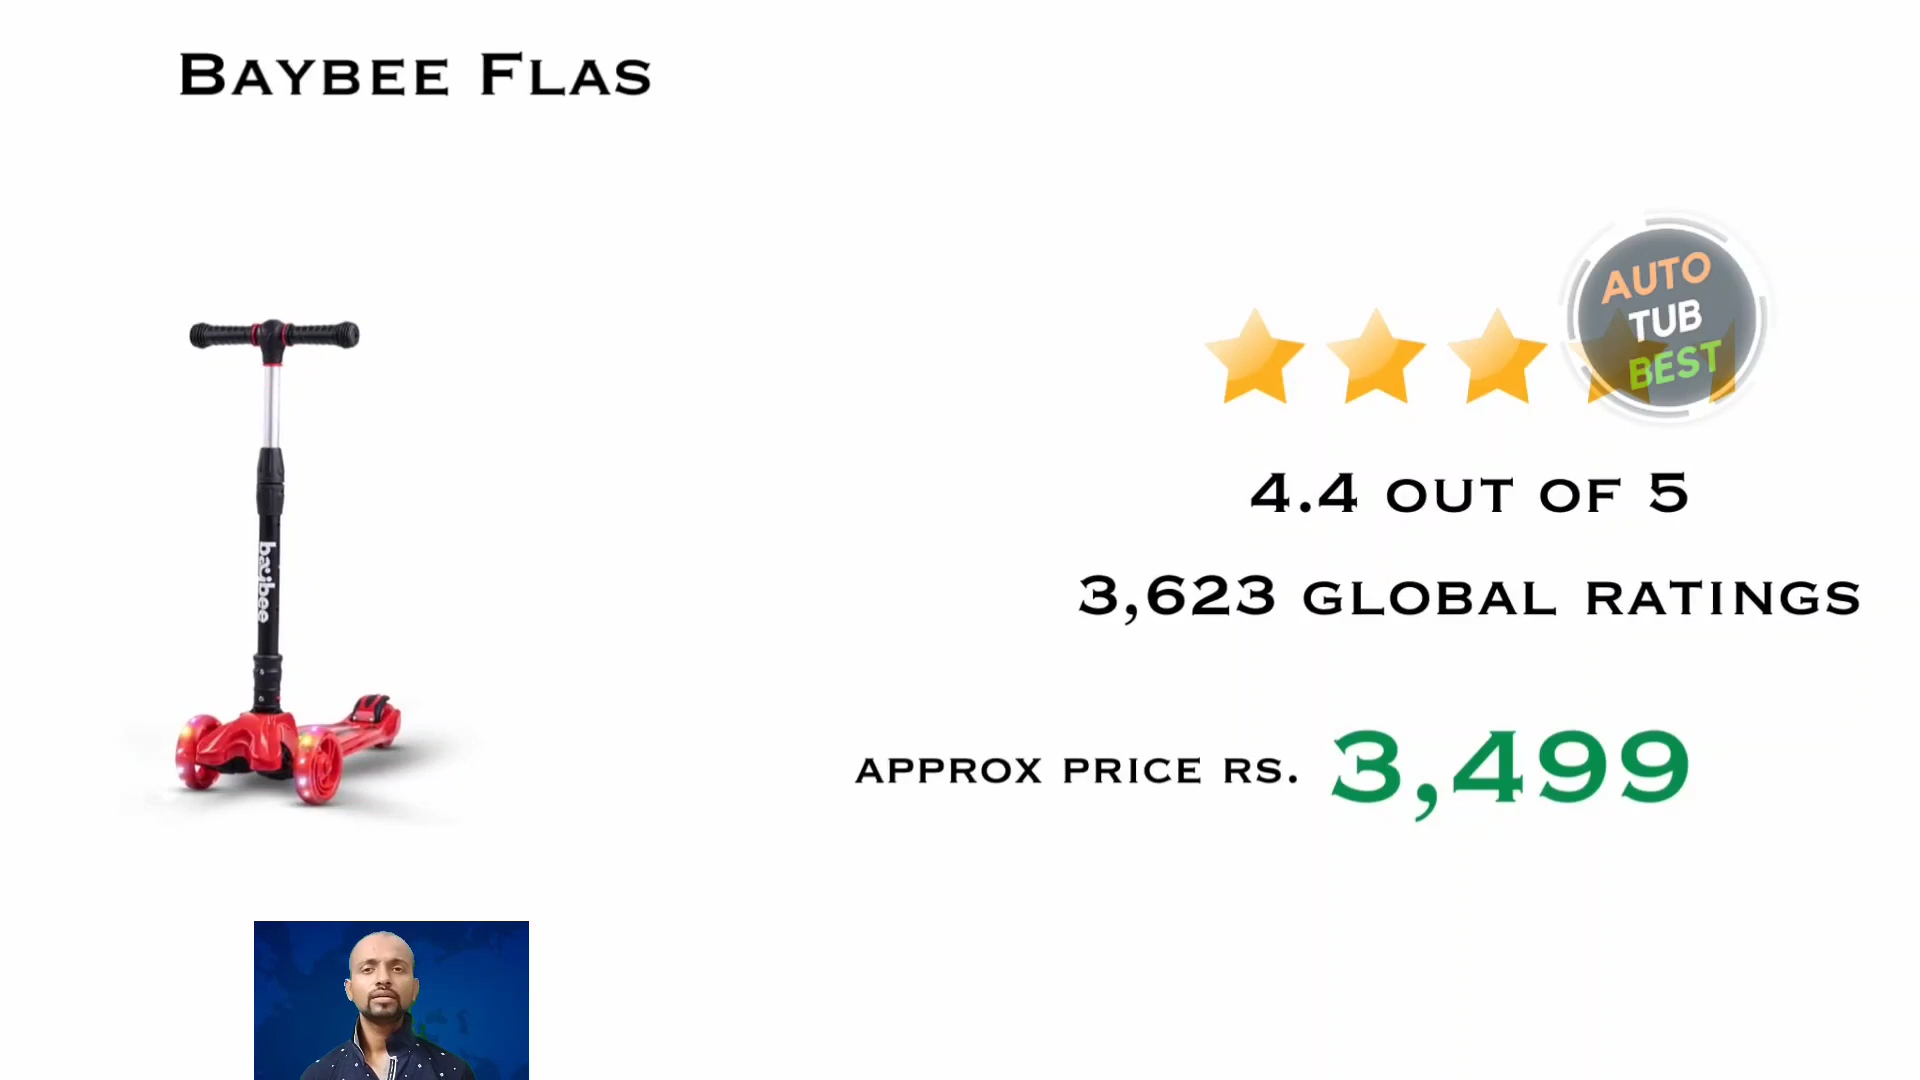 Baybee Flas
AUTO
TUB
BEST
4.4 out of 5
3,623 global ratings
approx price rs. 3,499
baybee